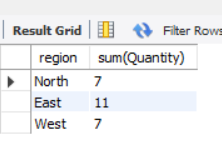 Result Grid Filter Rows
region sum(Quantity)
North 7
East 11
West 7